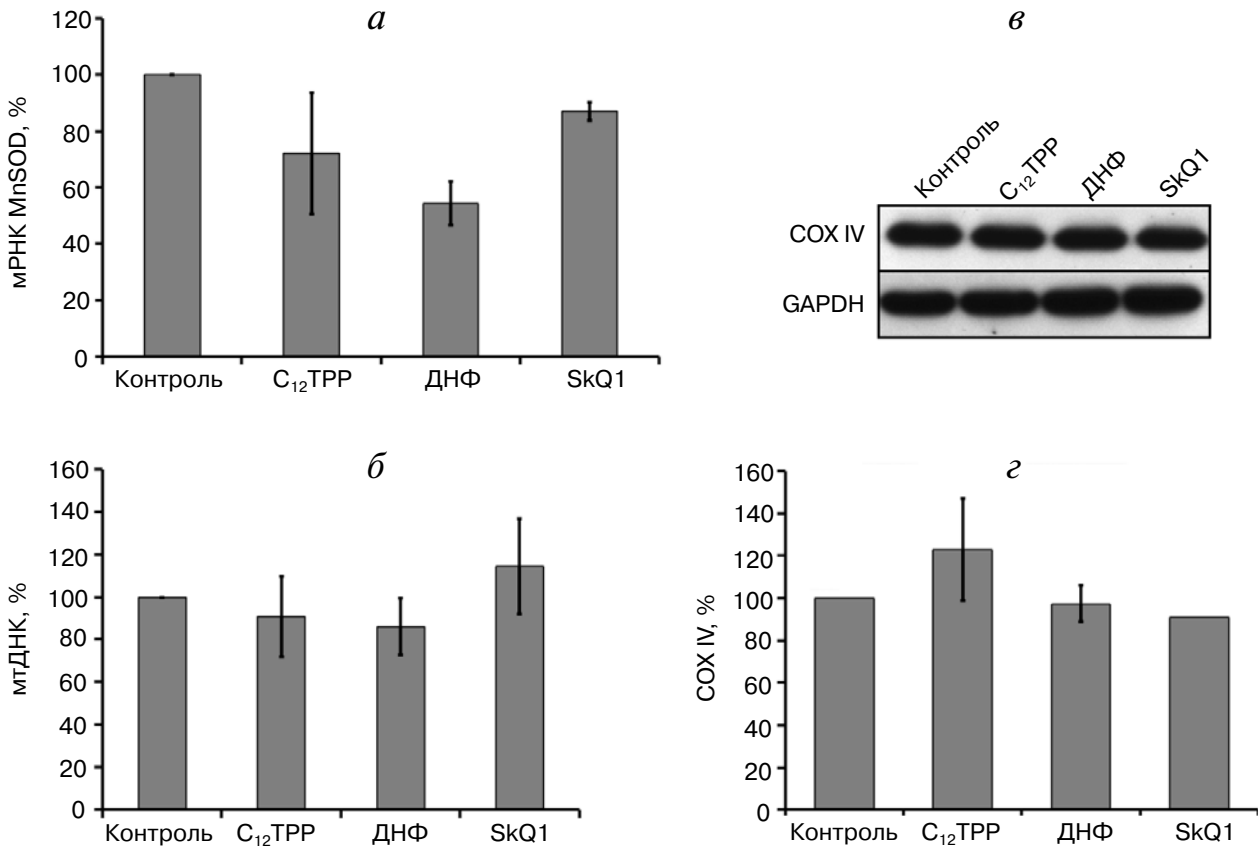 а
120
100
80
60
40
20
0
мРНК MnSOD, %
Контроль C₁₂TPP ДНФ SkQ1
в
Контроль C₁₂TPP ДНФ SkQ1
COX IV
GAPDH
б
160
140
120
100
80
60
40
20
0
мтДНК, %
Контроль C₁₂TPP ДНФ SkQ1
г
160
140
120
100
80
60
40
20
0
COX IV, %
Контроль C₁₂TPP ДНФ SkQ1